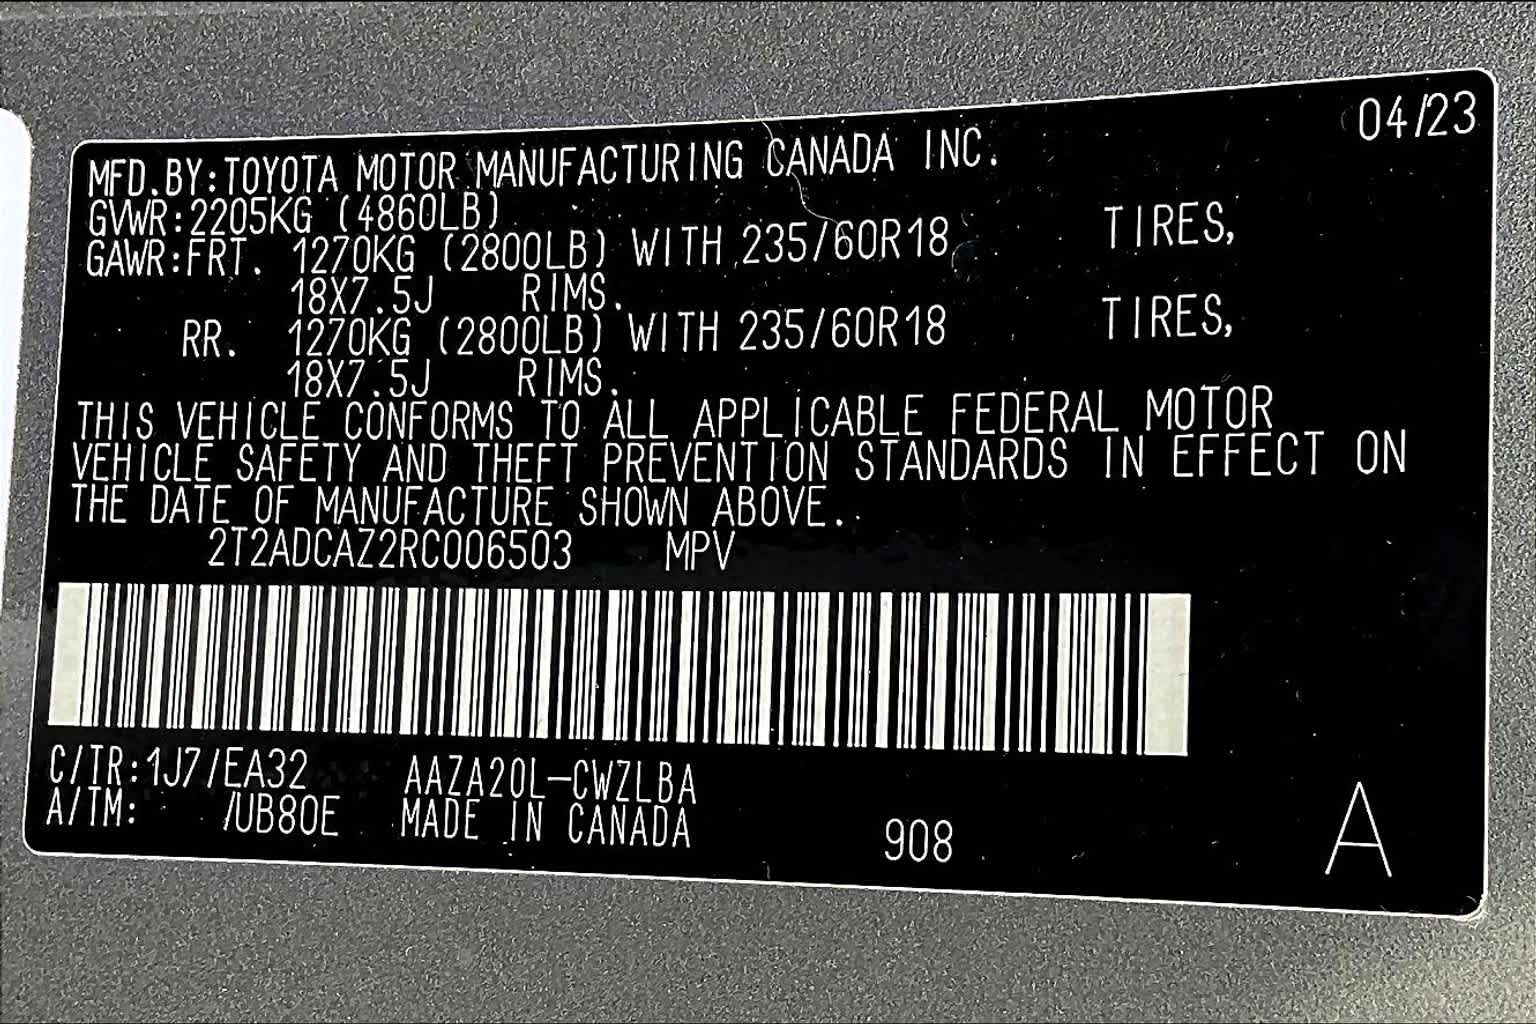 04/23
MFD.BY:TOYOTA MOTOR MANUFACTURING CANADA INC.
GVWR:2205KG (4860LB)
GAWR:FRT. 1270KG (2800LB) WITH 235/60R18 TIRES,
18X7.5J RIMS.
RR. 1270KG (2800LB) WITH 235/60R18 TIRES,
18X7.5J RIMS.
THIS VEHICLE CONFORMS TO ALL APPLICABLE FEDERAL MOTOR
VEHICLE SAFETY AND THEFT PREVENTION STANDARDS IN EFFECT ON
THE DATE OF MANUFACTURE SHOWN ABOVE.
2T2ADCAZ2RC006503 MPV
C/TR:1J7/EA32 AAZA20L-CWZLBA
A/TM: /UB80E MADE IN CANADA
908 A